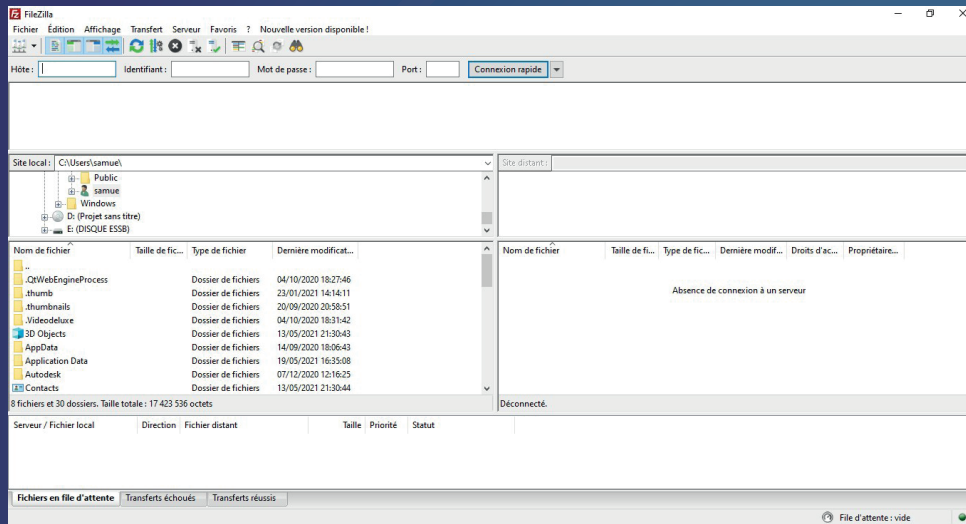 FileZilla
Fichier Édition Affichage Transfert Serveur Favoris ? Nouvelle version disponible !
Hôte : Identifiant : Mot de passe : Port : Connexion rapide
Site local : C:\Users\samue\ Site distant :
Public
samue
Windows
D: (Projet sans titre)
E: (DISQUE ESSB)
Nom de fichier Taille de fic... Type de fichier Dernière modificat... Nom de fichier Taille de fi... Type de fic... Dernière modif... Droits d'ac... Propriétaire...
..
.QtWebEngineProcess Dossier de fichiers 04/10/2020 18:27:46
.thumb Dossier de fichiers 23/01/2021 14:14:11
.thumbnails Dossier de fichiers 20/09/2020 20:58:51
.Videodeluxe Dossier de fichiers 04/10/2020 18:31:42
3D Objects Dossier de fichiers 13/05/2021 21:30:43
AppData Dossier de fichiers 14/09/2020 18:06:43
Application Data Dossier de fichiers 19/05/2021 16:35:08
Autodesk Dossier de fichiers 07/12/2020 12:16:25
Contacts Dossier de fichiers 13/05/2021 21:30:44
Absence de connexion à un serveur
8 fichiers et 30 dossiers. Taille totale : 17 423 536 octets Déconnecté.
Serveur / Fichier local Direction Fichier distant Taille Priorité Statut
Fichiers en file d'attente Transferts échoués Transferts réussis
File d'attente : vide